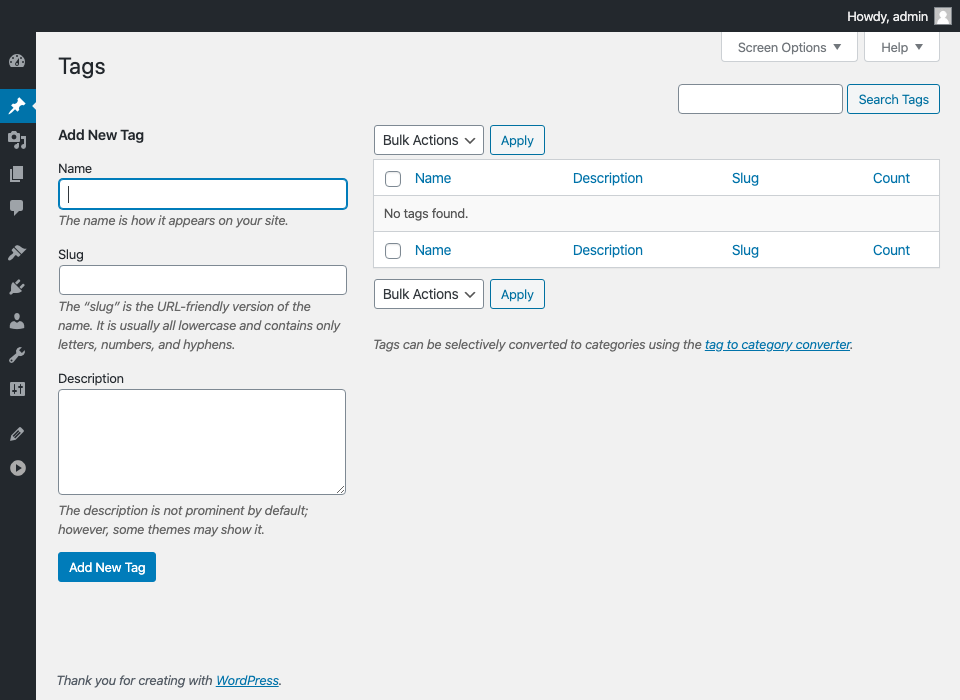 Howdy, admin
Screen Options
Help
Tags
Search Tags
Add New Tag
Name
The name is how it appears on your site.
Slug
The “slug” is the URL-friendly version of the
name. It is usually all lowercase and contains only
letters, numbers, and hyphens.
Description
The description is not prominent by default;
however, some themes may show it.
Add New Tag
Bulk Actions Apply
Name Description Slug Count
No tags found.
Name Description Slug Count
Bulk Actions Apply
Tags can be selectively converted to categories using the tag to category converter.
Thank you for creating with WordPress.